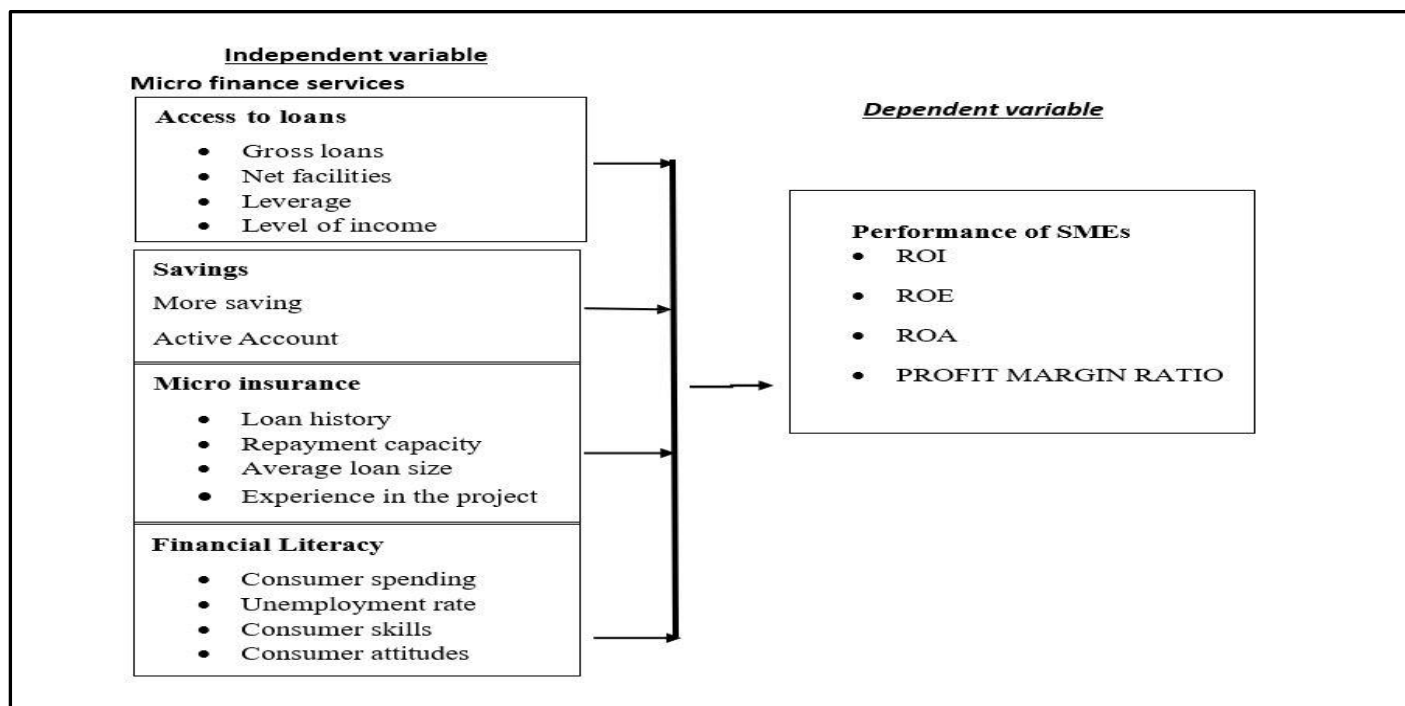 Independent variable
Micro finance services
Access to loans
• Gross loans
• Net facilities
• Leverage
• Level of income
Savings
More saving
Active Account
Micro insurance
• Loan history
• Repayment capacity
• Average loan size
• Experience in the project
Financial Literacy
• Consumer spending
• Unemployment rate
• Consumer skills
• Consumer attitudes
Dependent variable
Performance of SMEs
• ROI
• ROE
• ROA
• PROFIT MARGIN RATIO